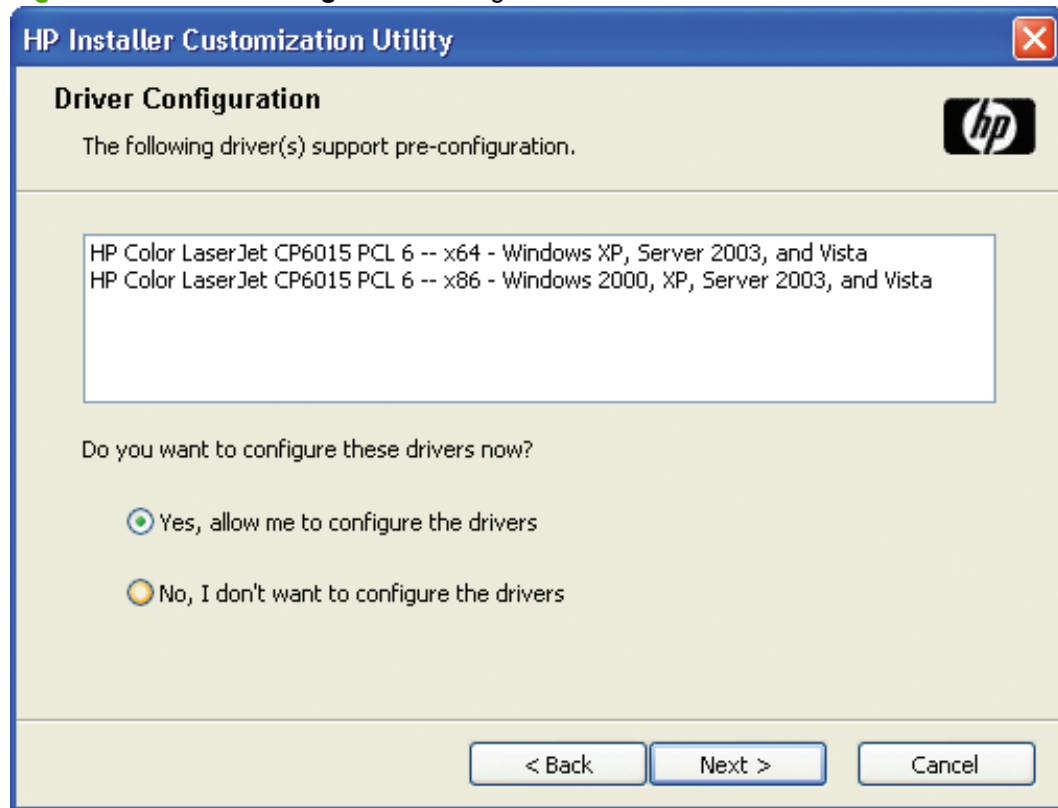 HP Installer Customization Utility
Driver Configuration
The following driver(s) support pre-configuration.
hp
HP Color LaserJet CP6015 PCL 6 -- x64 - Windows XP, Server 2003, and Vista
HP Color LaserJet CP6015 PCL 6 -- x86 - Windows 2000, XP, Server 2003, and Vista
Do you want to configure these drivers now?
Yes, allow me to configure the drivers
No, I don't want to configure the drivers
< Back
Next >
Cancel